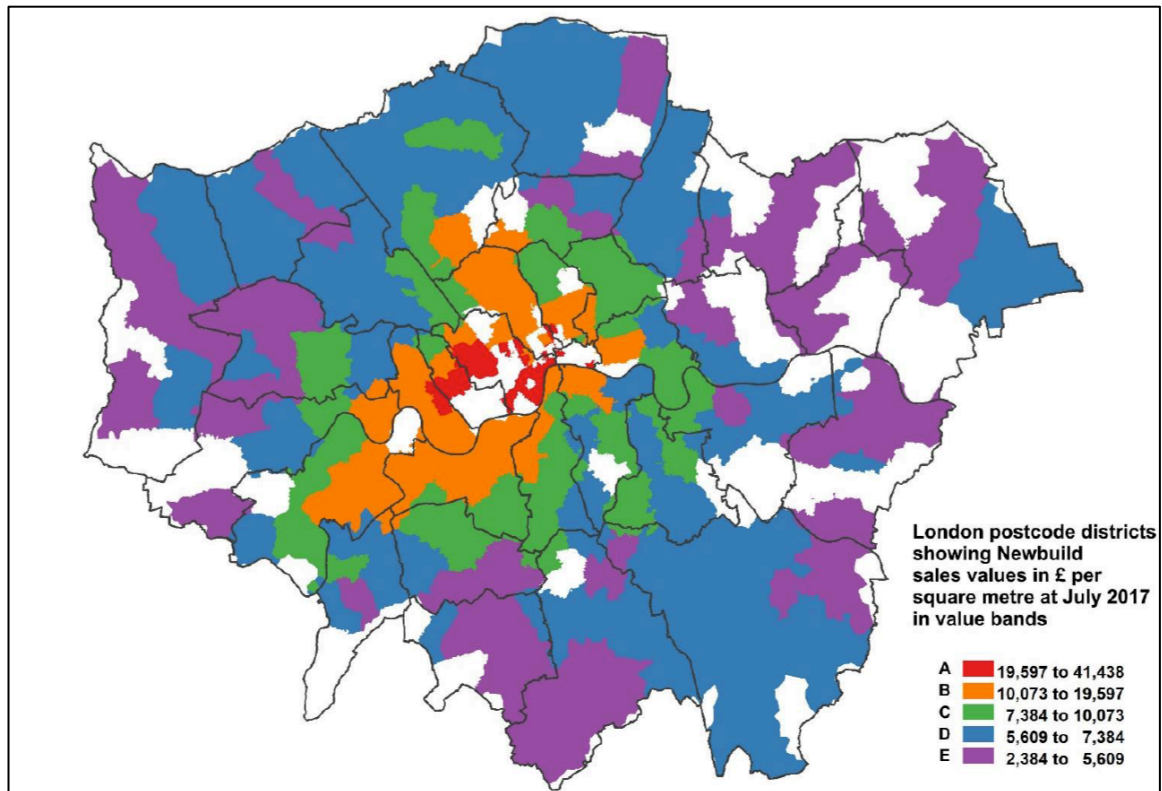 London postcode districts
showing Newbuild
sales values in £ per
square metre at July 2017
in value bands
A 19,597 to 41,438
B 10,073 to 19,597
C 7,384 to 10,073
D 5,609 to 7,384
E 2,384 to 5,609